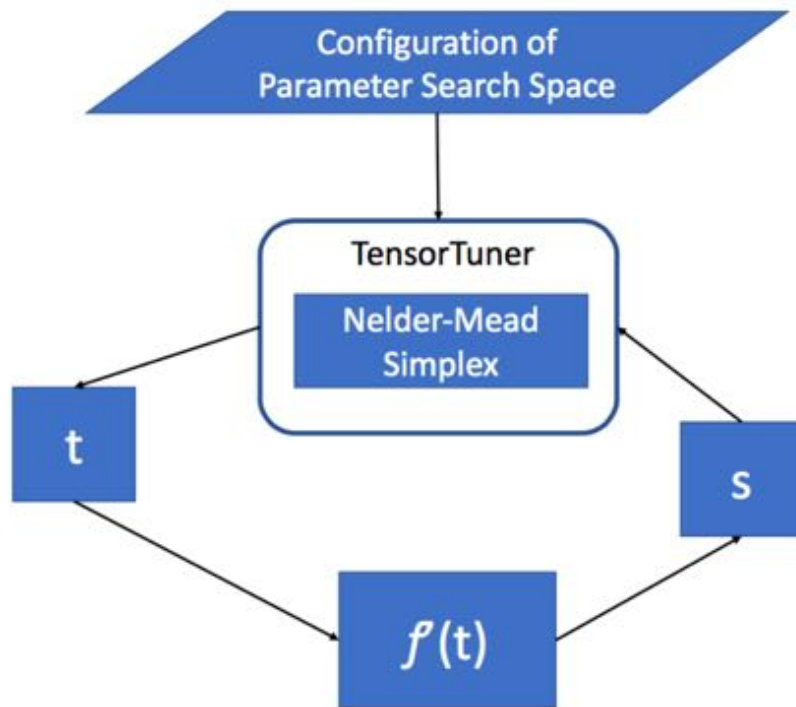 Configuration of
Parameter Search Space
TensorTuner
Nelder-Mead
Simplex
t
s
f′(t)